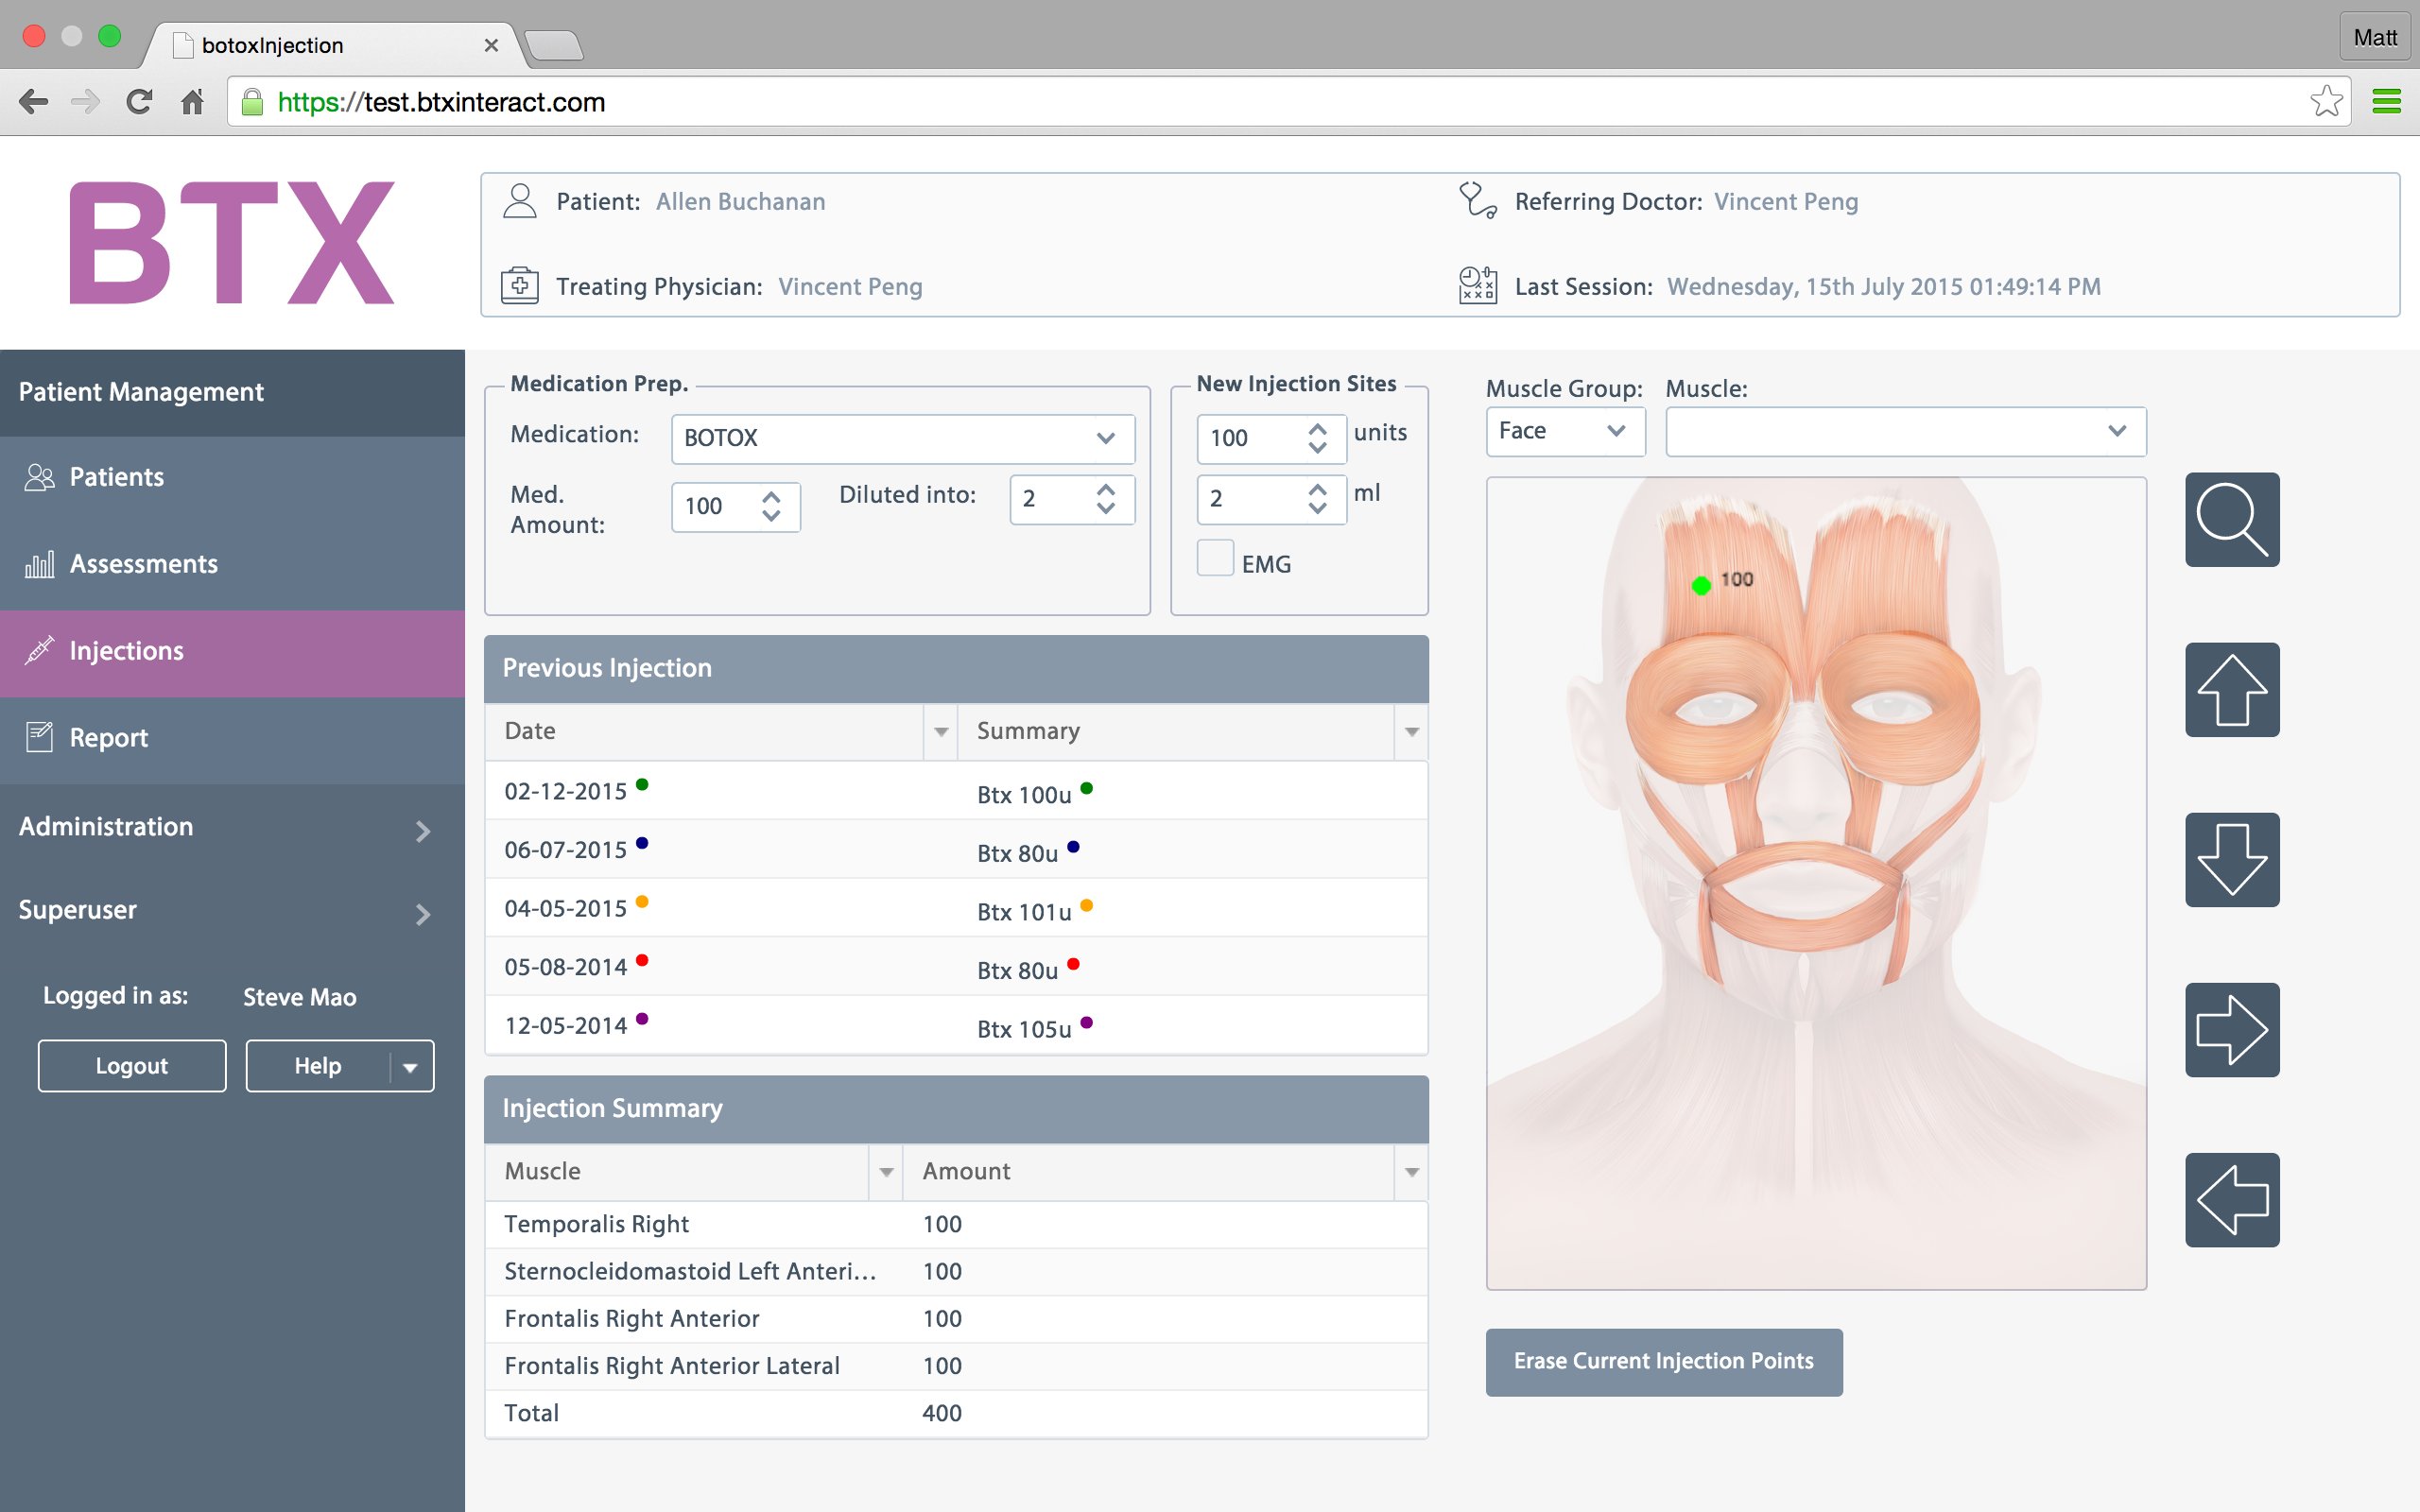 botoxInjection
Matt
https://test.btxinteract.com
BTX
Patient: Allen Buchanan
Referring Doctor: Vincent Peng
Treating Physician: Vincent Peng
Last Session: Wednesday, 15th July 2015 01:49:14 PM
Patient Management
Patients
Assessments
Injections
Report
Administration
Superuser
Logged in as: Steve Mao
Logout
Help
Medication Prep.
Medication: BOTOX
Med. Amount: 100
Diluted into: 2
New Injection Sites
100 units
2 ml
EMG
Muscle Group: Muscle:
Face
100
Previous Injection
Date Summary
02-12-2015 Btx 100u
06-07-2015 Btx 80u
04-05-2015 Btx 101u
05-08-2014 Btx 80u
12-05-2014 Btx 105u
Injection Summary
Muscle Amount
Temporalis Right 100
Sternocleidomastoid Left Anteri... 100
Frontalis Right Anterior 100
Frontalis Right Anterior Lateral 100
Total 400
Erase Current Injection Points